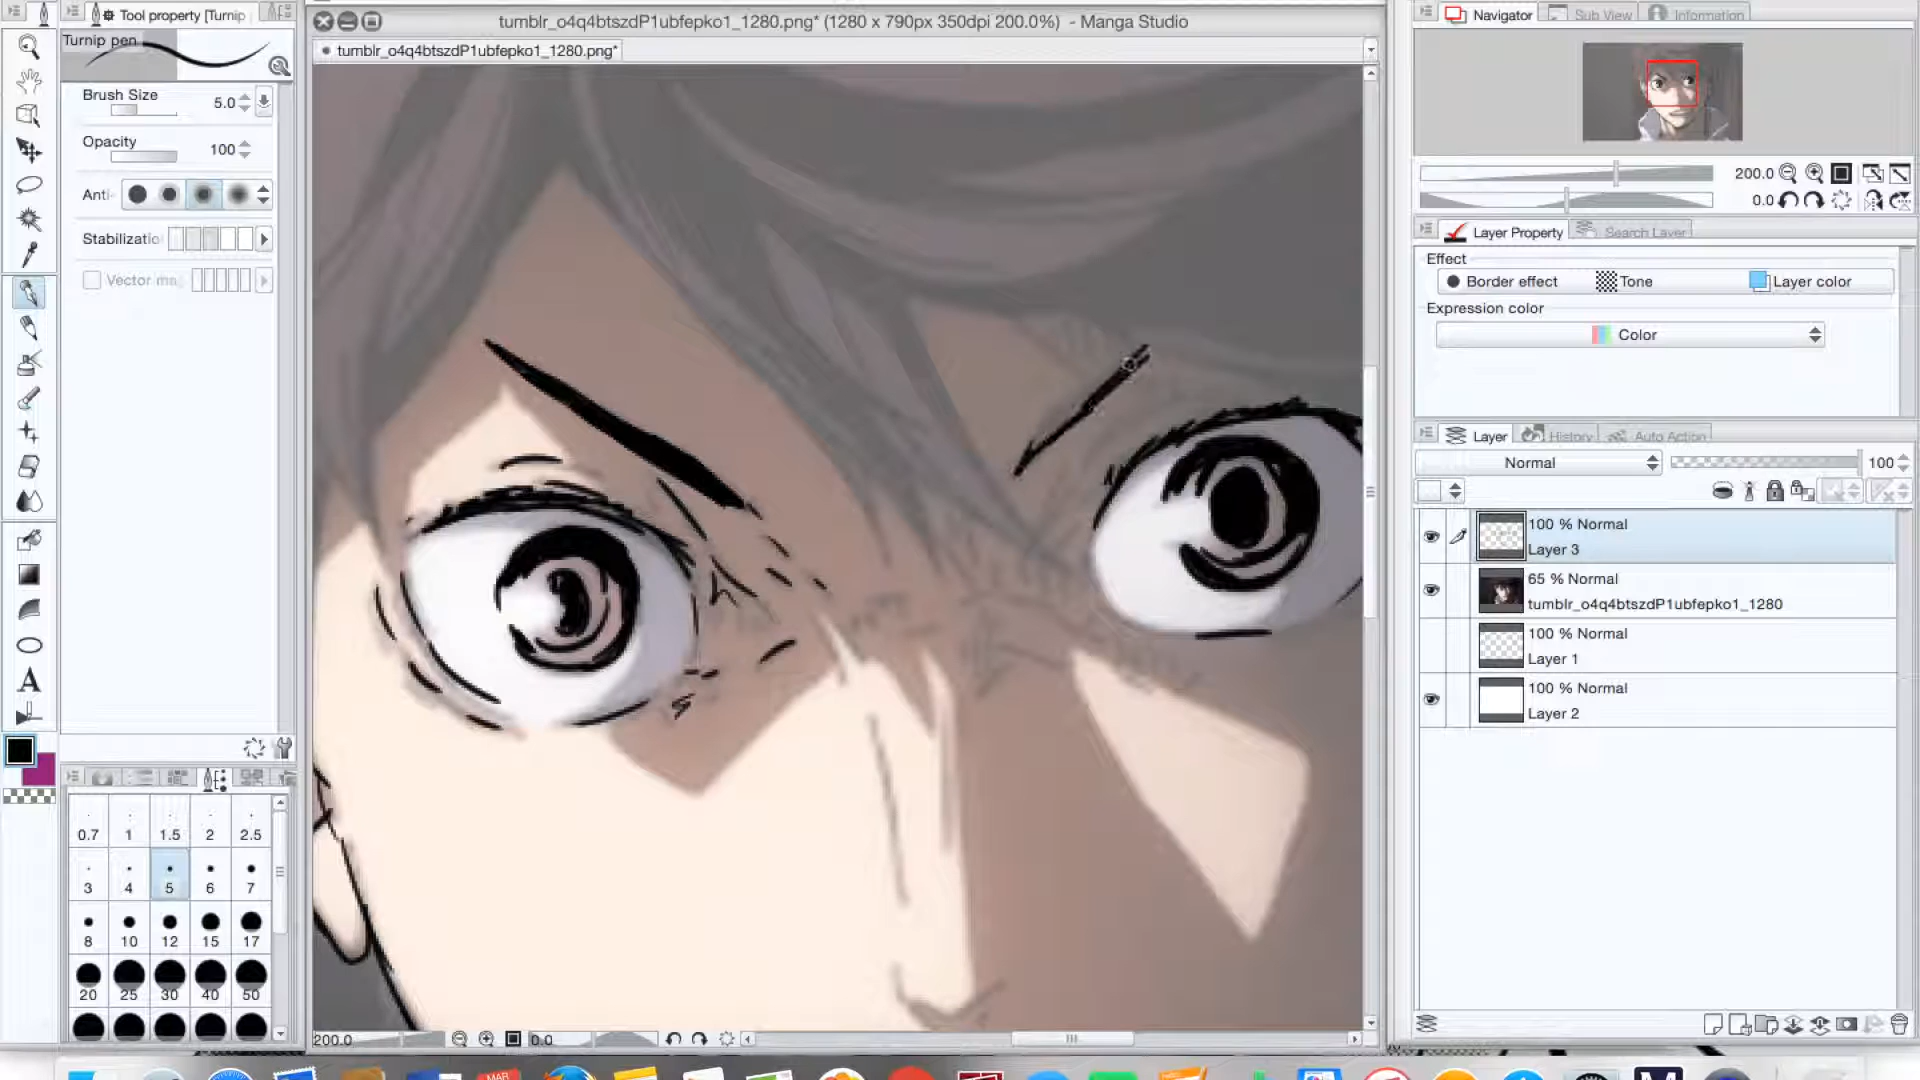 Tool property [Turnip
tumblr_o4q4btszdP1ubfepko1_1280.png* (1280 x 790px 350dpi 200.0%) - Manga Studio
Navigator
Sub View
Information
Turnip pen
tumblr_o4q4btszdP1ubfepko1_1280.png*
Brush Size
5.0
Opacity
100
Anti-
Stabilizatio
Vector ma
200.0
0.0
Layer Property
Search Layer
Effect
Border effect
Tone
Layer color
Expression color
Color
Layer
History
Auto Action
Normal
100
100 % Normal
Layer 3
65 % Normal
tumblr_o4q4btszdP1ubfepko1_1280
100 % Normal
Layer 1
100 % Normal
Layer 2
A
0.7 1 1.5 2 2.5
3 4 5 6 7
8 10 12 15 17
20 25 30 40 50
200.0
0.0
MAR